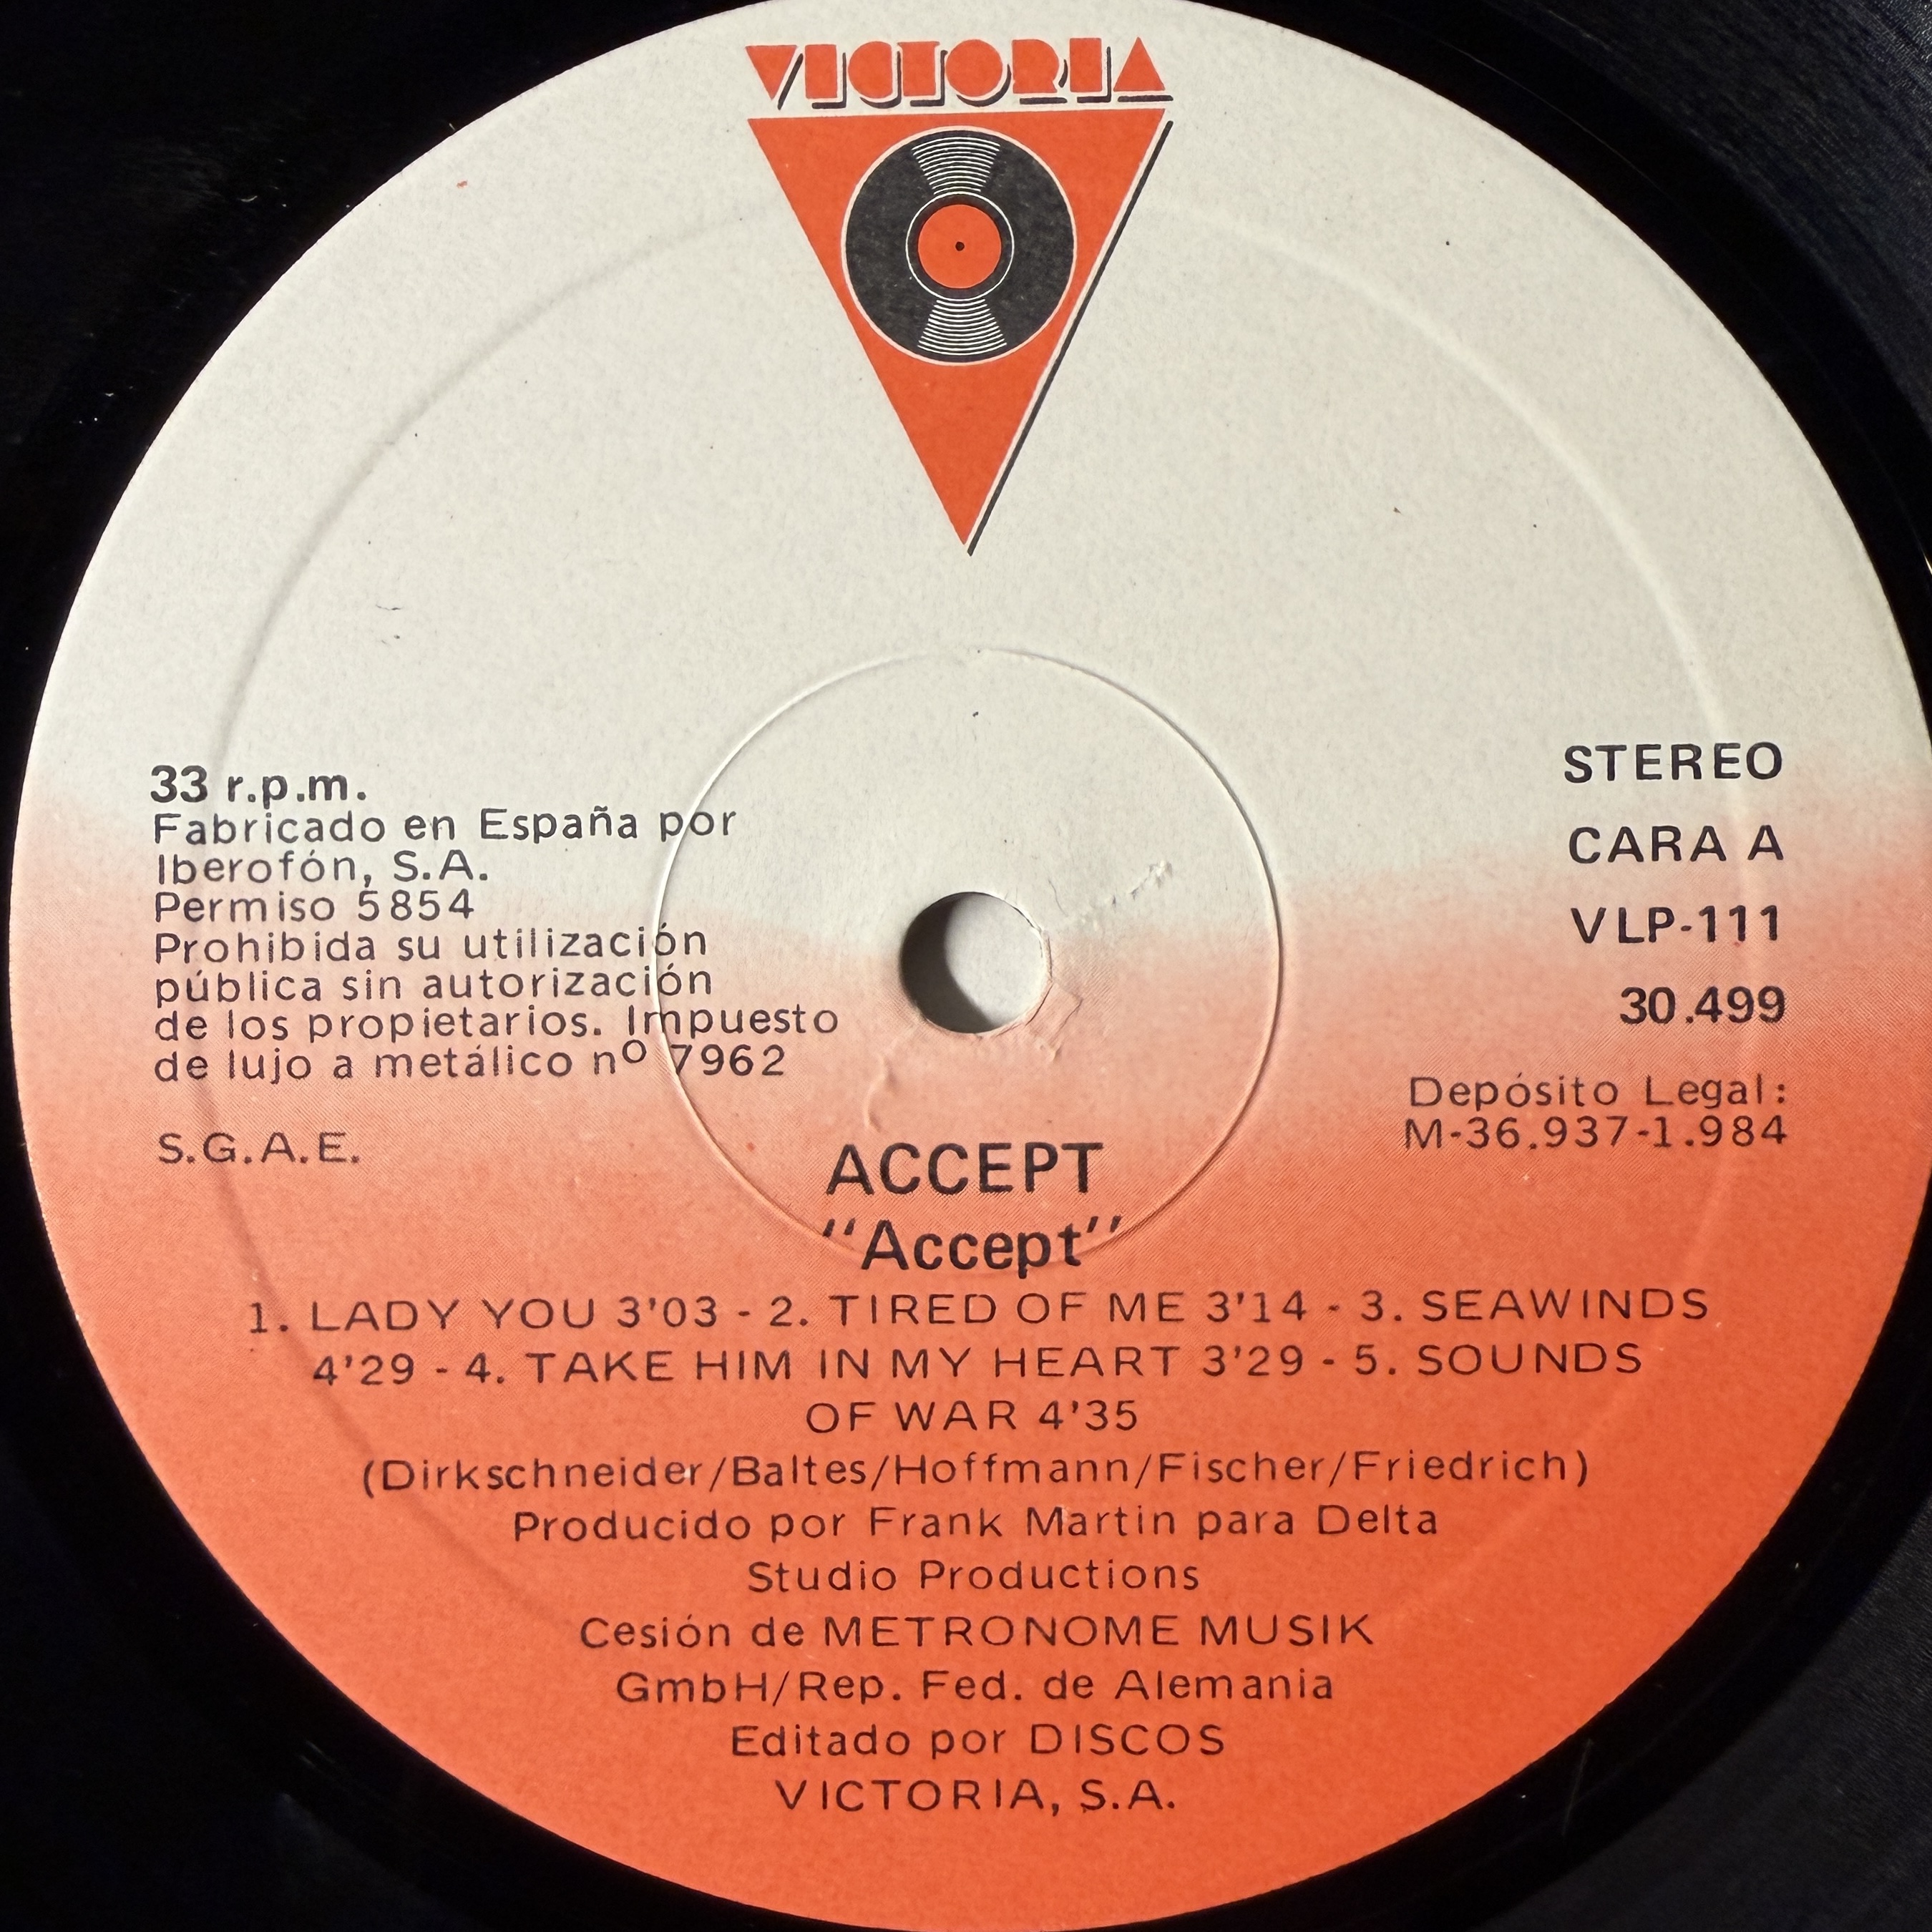 VICTORIA
33 r.p.m.
Fabricado en España por
Iberofón, S.A.
Permiso 5854
Prohibida su utilización
pública sin autorización
de los propietarios. Impuesto
de lujo a metálico nº 7962
S.G.A.E.
STEREO
CARA A
VLP-111
30.499
Depósito Legal:
M-36.937-1.984
ACCEPT
"Accept"
1. LADY YOU 3'03 - 2. TIRED OF ME 3'14 - 3. SEAWINDS
4'29 - 4. TAKE HIM IN MY HEART 3'29 - 5. SOUNDS
OF WAR 4'35
(Dirkschneider/Baltes/Hoffmann/Fischer/Friedrich)
Producido por Frank Martin para Delta
Studio Productions
Cesión de METRONOME MUSIK
GmbH/Rep. Fed. de Alemania
Editado por DISCOS
VICTORIA, S.A.